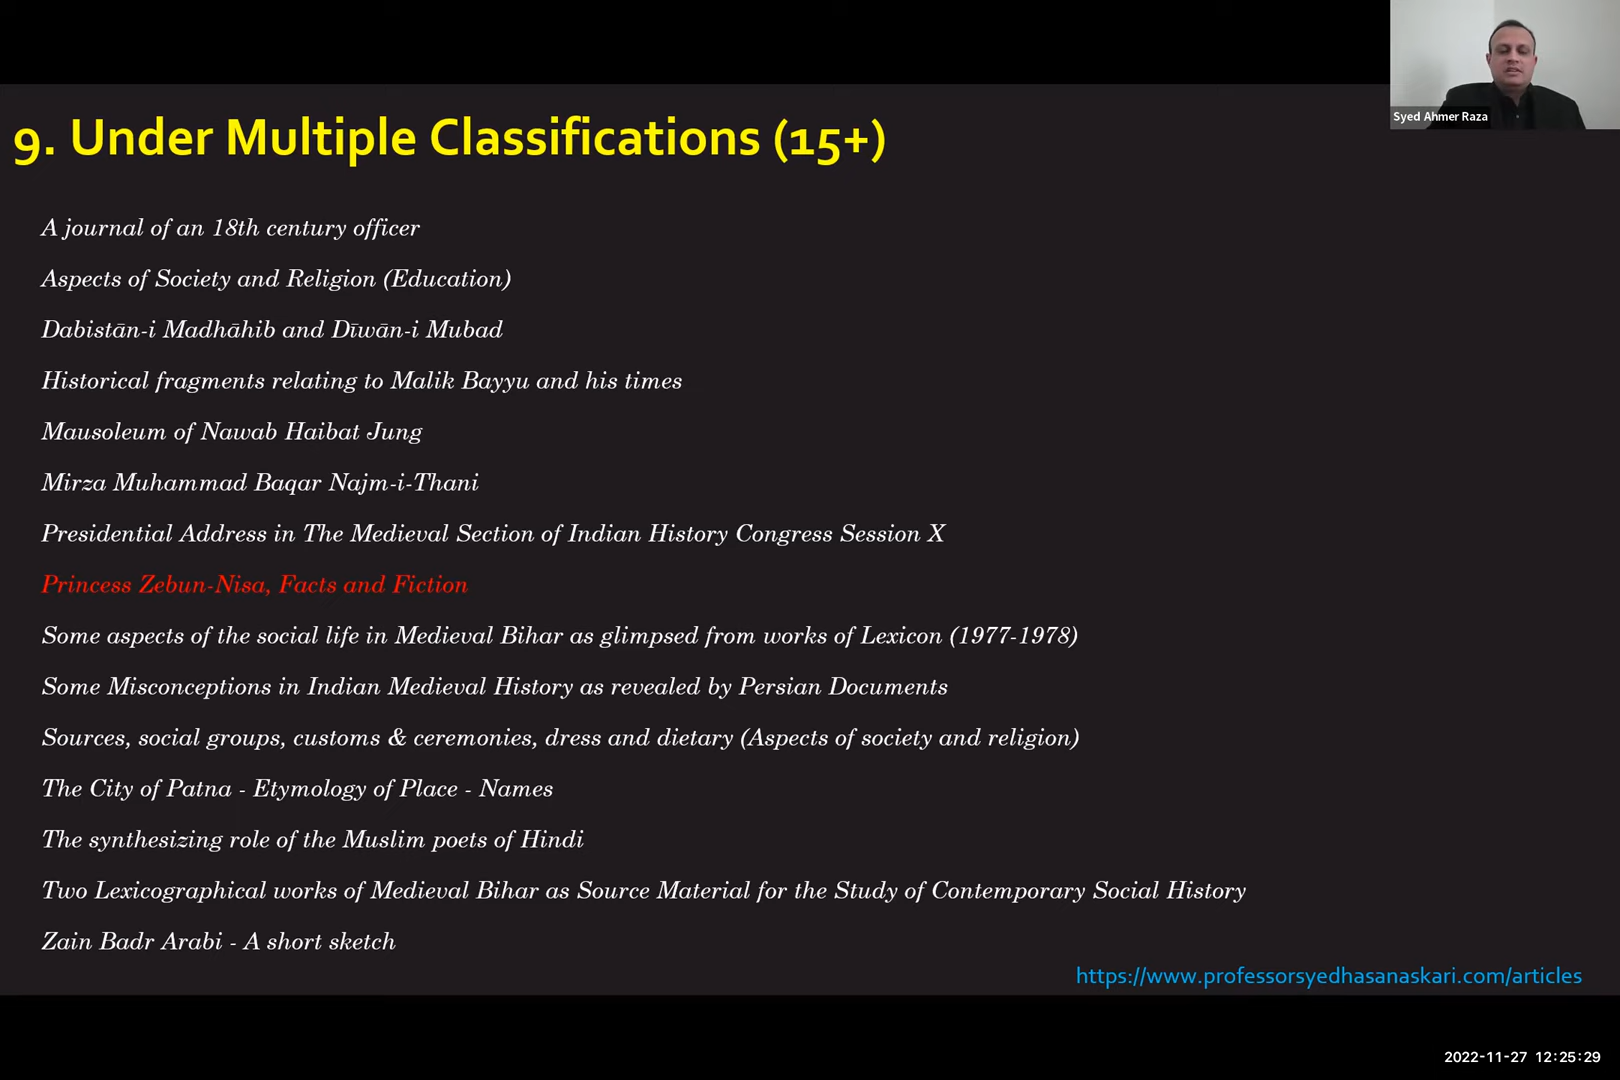 Syed Ahmer Raza
9. Under Multiple Classifications (15+)
A journal of an 18th century officer
Aspects of Society and Religion (Education)
Dabistān-i Madhāhib and Dīwān-i Mubad
Historical fragments relating to Malik Bayyu and his times
Mausoleum of Nawab Haibat Jung
Mirza Muhammad Baqar Najm-i-Thani
Presidential Address in The Medieval Section of Indian History Congress Session X
Princess Zebun-Nisa, Facts and Fiction
Some aspects of the social life in Medieval Bihar as glimpsed from works of Lexicon (1977-1978)
Some Misconceptions in Indian Medieval History as revealed by Persian Documents
Sources, social groups, customs & ceremonies, dress and dietary (Aspects of society and religion)
The City of Patna - Etymology of Place - Names
The synthesizing role of the Muslim poets of Hindi
Two Lexicographical works of Medieval Bihar as Source Material for the Study of Contemporary Social History
Zain Badr Arabi - A short sketch
https://www.professorsyedhasanaskari.com/articles
2022-11-27 12:25:29